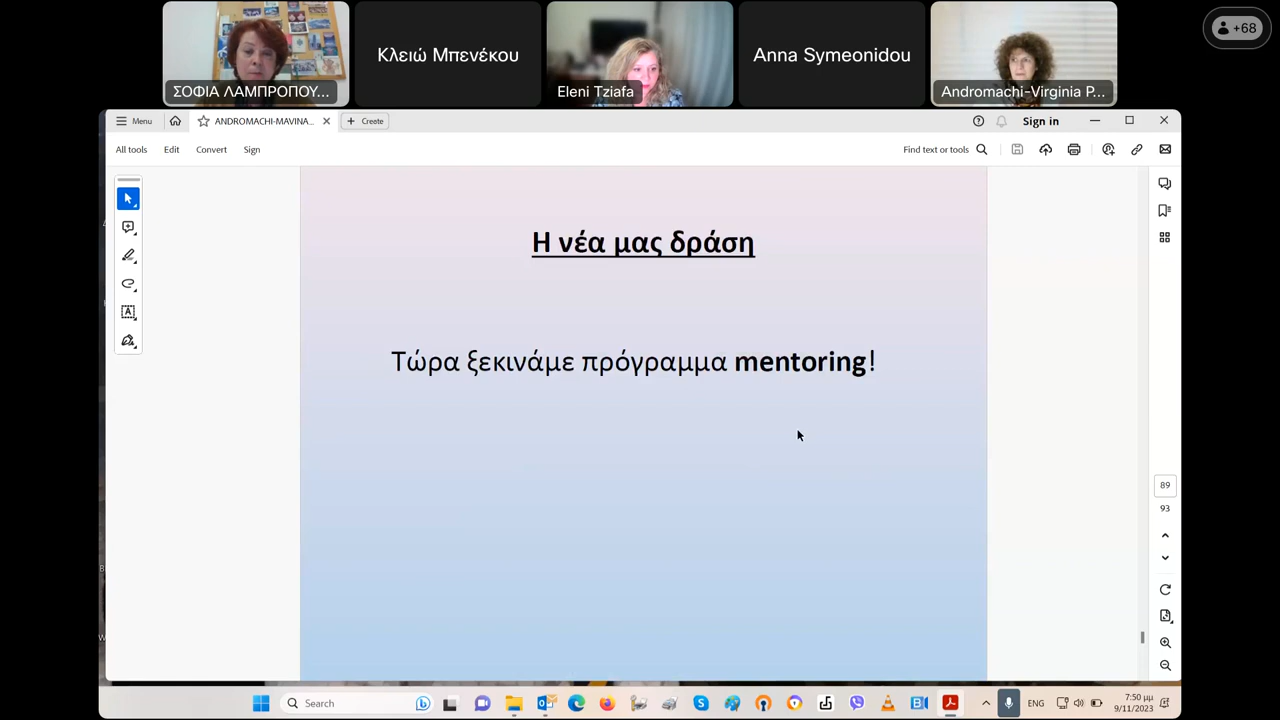 ΣΟΦΙΑ ΛΑΜΠΡΟΠΟΥ...
Κλειώ Μπενέκου
Eleni Tziafa
Anna Symeonidou
Andromachi-Virginia P...
+68
Menu
ANDROMACHI-MAVINA...
Create
Sign in
All tools
Edit
Convert
Sign
Find text or tools
Η νέα μας δράση
Τώρα ξεκινάμε πρόγραμμα mentoring!
89
93
Search
ENG
7:50 μμ
9/11/2023